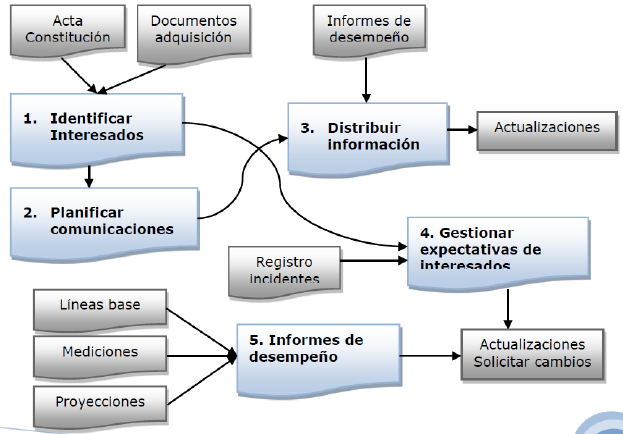 Acta
Constitución
Documentos
adquisición
Informes de
desempeño
1. Identificar
Interesados
3. Distribuir
información
Actualizaciones
2. Planificar
comunicaciones
4. Gestionar
expectativas de
interesados
Registro
incidentes
Líneas base
Mediciones
Proyecciones
5. Informes de
desempeño
Actualizaciones
Solicitar cambios